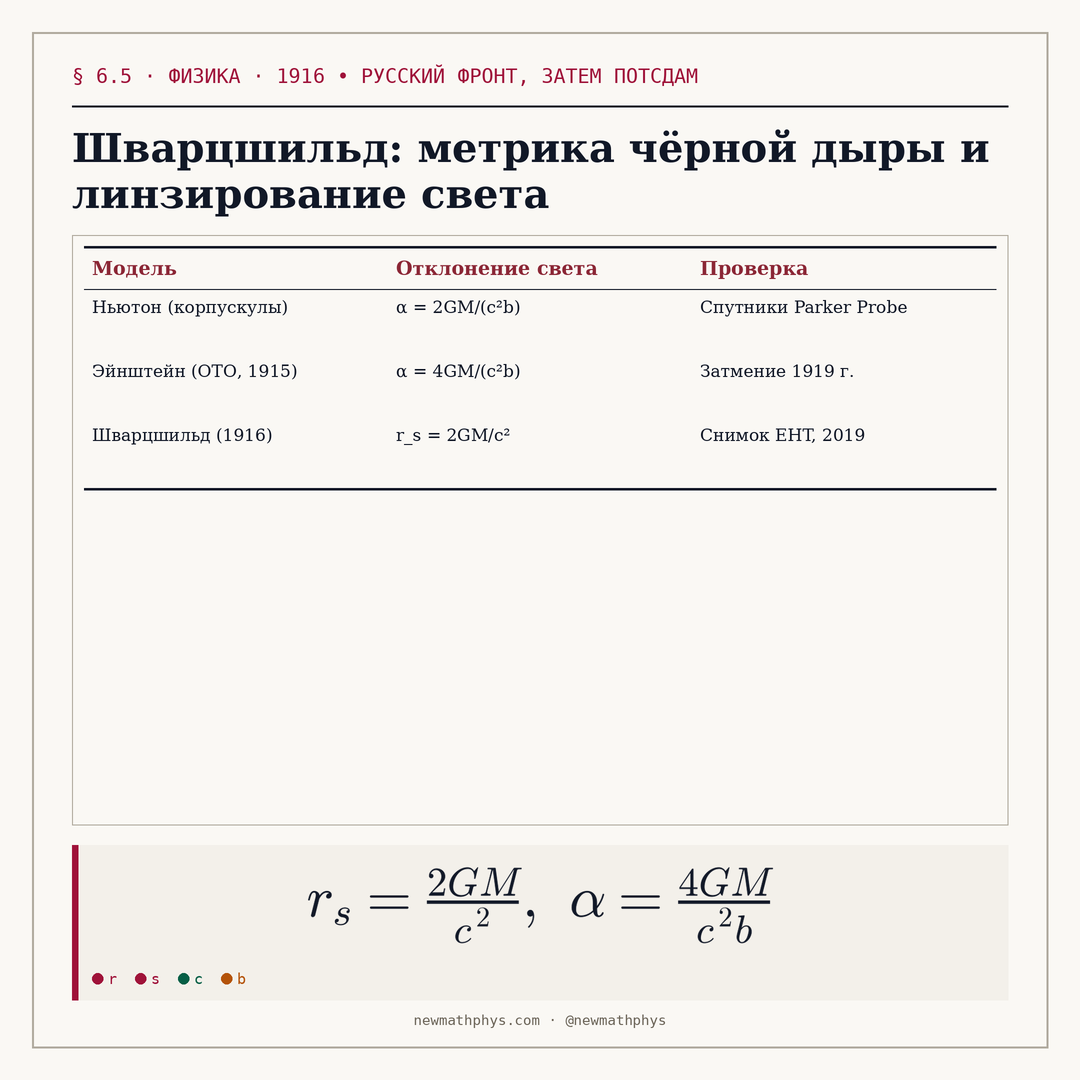 § 6.5 · ФИЗИКА · 1916 • РУССКИЙ ФРОНТ, ЗАТЕМ ПОТСДАМ
Шварцшильд: метрика чёрной дыры и
линзирование света
Модель Отклонение света Проверка
Ньютон (корпускулы) α = 2GM/(c²b) Спутники Parker Probe
Эйнштейн (ОТО, 1915) α = 4GM/(c²b) Затмение 1919 г.
Шварцшильд (1916) r_s = 2GM/c² Снимок EHT, 2019
r_s = 2GM/c², α = 4GM/(c²b)
r s c b
newmathphys.com · @newmathphys